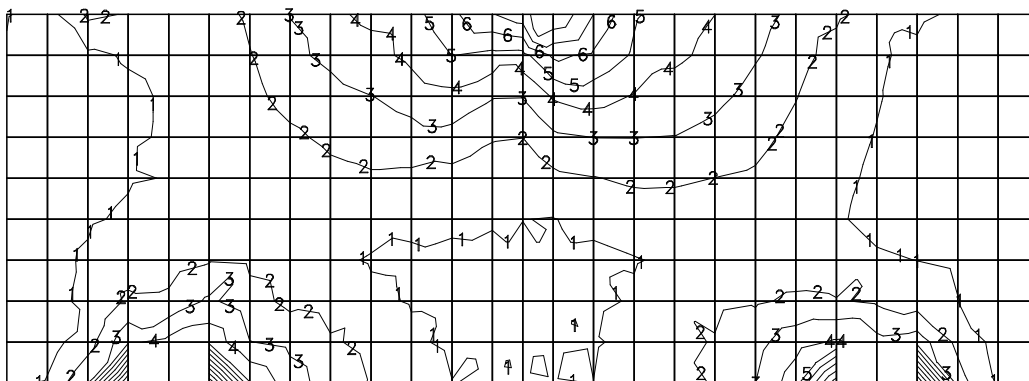 1 2 2 2 3 4 5 6 6 5 4 3 2 1
3 4 6 2
1 2 3 4 5 6 6 4 2
4 5 4
2 4 5 3
1 2 3 3 4 4 4 3
2 3 3 2
2 3 3 2 1
1 2 2 2 2
2 2 2 1
1 1
1 1 1 1 1 1
1 1 1 1 1
2 3 2
1 2 2 3 3 2 2 1 1 2 2 2 1
3 4 1 1 2 3 3 2 1
2 4 3 2 4 4
1 2 3 1 1 2 3 5 3 1